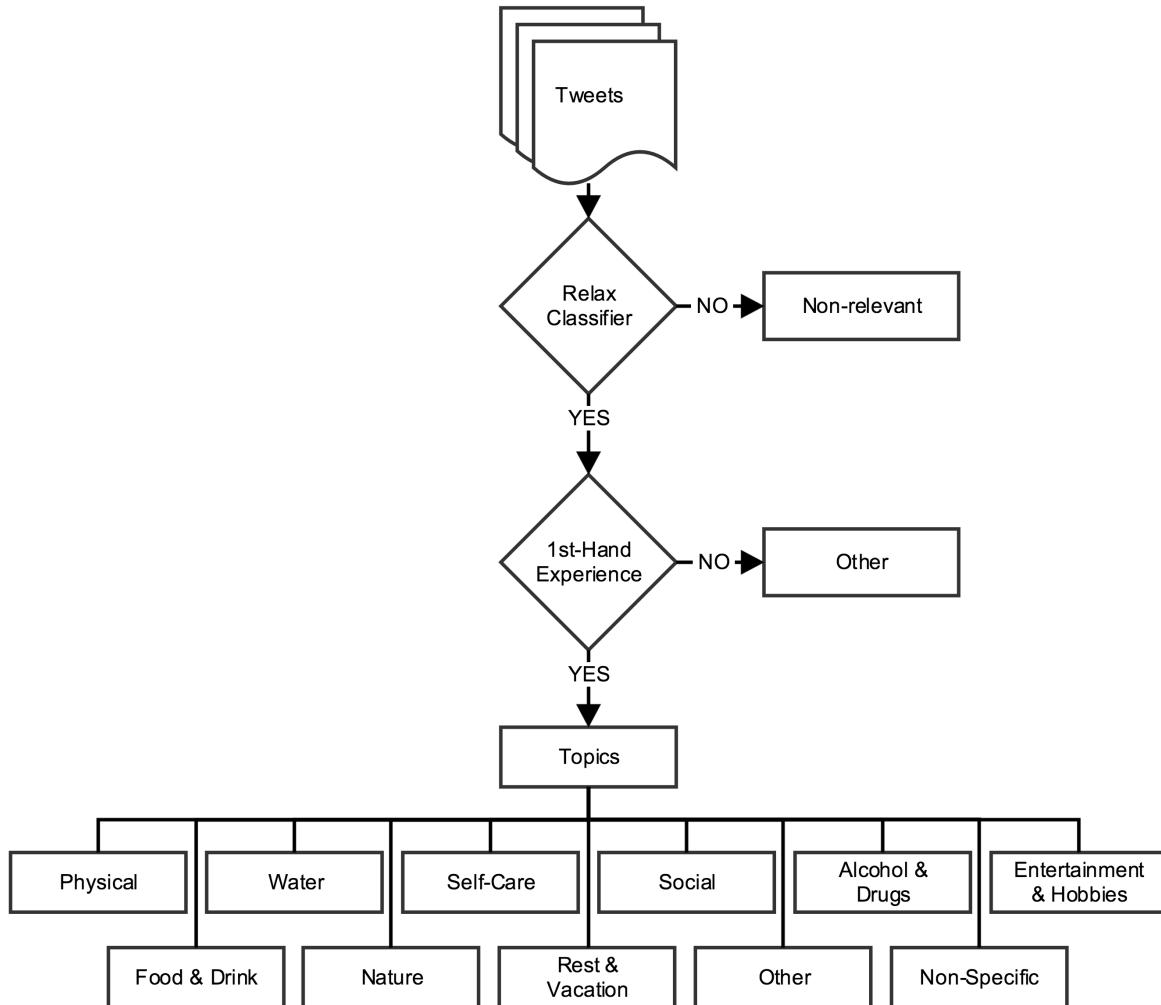 Tweets
Relax
Classifier
NO
Non-relevant
YES
1st-Hand
Experience
NO
Other
YES
Topics
Physical
Water
Self-Care
Social
Alcohol &
Drugs
Entertainment
& Hobbies
Food & Drink
Nature
Rest &
Vacation
Other
Non-Specific